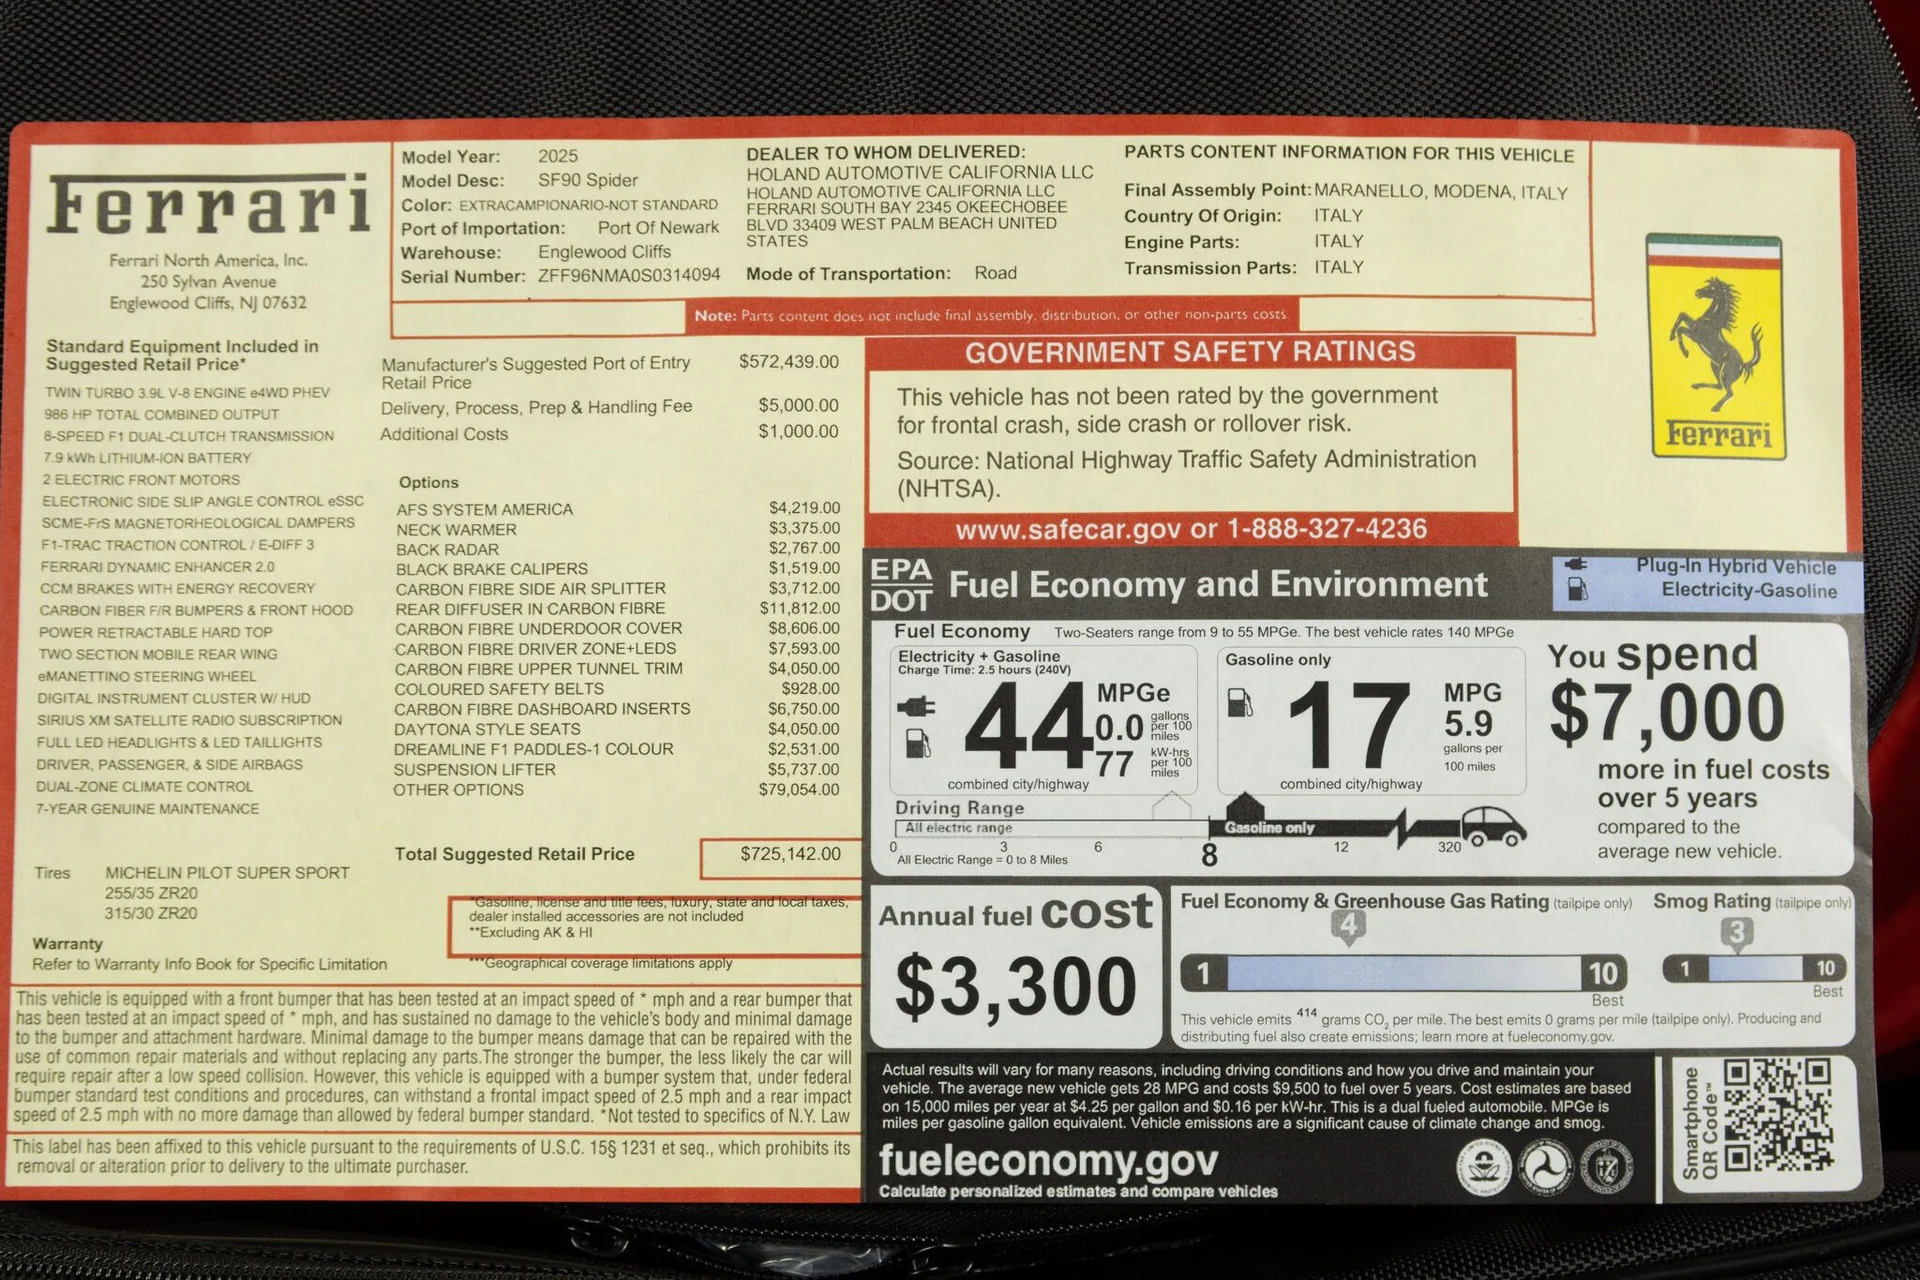 Ferrari
Ferrari North America, Inc.
250 Sylvan Avenue
Englewood Cliffs, NJ 07632
Model Year: 2025
Model Desc: SF90 Spider
Color: EXTRACAMPIONARIO-NOT STANDARD
Port of Importation: Port Of Newark
Warehouse: Englewood Cliffs
Serial Number: ZFF96NMA0S0314094
DEALER TO WHOM DELIVERED:
HOLAND AUTOMOTIVE CALIFORNIA LLC
HOLAND AUTOMOTIVE CALIFORNIA LLC
FERRARI SOUTH BAY 2345 OKEECHOBEE
BLVD 33409 WEST PALM BEACH UNITED
STATES
Mode of Transportation: Road
PARTS CONTENT INFORMATION FOR THIS VEHICLE
Final Assembly Point: MARANELLO, MODENA, ITALY
Country Of Origin: ITALY
Engine Parts: ITALY
Transmission Parts: ITALY
Note: Parts content does not include final assembly, distribution, or other non-parts costs.
Ferrari
Standard Equipment Included in
Suggested Retail Price*
TWIN TURBO 3.9L V-8 ENGINE e4WD PHEV
986 HP TOTAL COMBINED OUTPUT
8-SPEED F1 DUAL-CLUTCH TRANSMISSION
7.9 kWh LITHIUM-ION BATTERY
2 ELECTRIC FRONT MOTORS
ELECTRONIC SIDE SLIP ANGLE CONTROL eSSC
SCME-FrS MAGNETORHEOLOGICAL DAMPERS
F1-TRAC TRACTION CONTROL / E-DIFF 3
FERRARI DYNAMIC ENHANCER 2.0
CCM BRAKES WITH ENERGY RECOVERY
CARBON FIBER F/R BUMPERS & FRONT HOOD
POWER RETRACTABLE HARD TOP
TWO SECTION MOBILE REAR WING
eMANETTINO STEERING WHEEL
DIGITAL INSTRUMENT CLUSTER W/ HUD
SIRIUS XM SATELLITE RADIO SUBSCRIPTION
FULL LED HEADLIGHTS & LED TAILLIGHTS
DRIVER, PASSENGER, & SIDE AIRBAGS
DUAL-ZONE CLIMATE CONTROL
7-YEAR GENUINE MAINTENANCE
Tires MICHELIN PILOT SUPER SPORT
255/35 ZR20
315/30 ZR20
Warranty
Refer to Warranty Info Book for Specific Limitation
Manufacturer's Suggested Port of Entry $572,439.00
Retail Price
Delivery, Process, Prep & Handling Fee $5,000.00
Additional Costs $1,000.00
Options
AFS SYSTEM AMERICA $4,219.00
NECK WARMER $3,375.00
BACK RADAR $2,767.00
BLACK BRAKE CALIPERS $1,519.00
CARBON FIBRE SIDE AIR SPLITTER $3,712.00
REAR DIFFUSER IN CARBON FIBRE $11,812.00
CARBON FIBRE UNDERDOOR COVER $8,606.00
CARBON FIBRE DRIVER ZONE+LEDS $7,593.00
CARBON FIBRE UPPER TUNNEL TRIM $4,050.00
COLOURED SAFETY BELTS $928.00
CARBON FIBRE DASHBOARD INSERTS $6,750.00
DAYTONA STYLE SEATS $4,050.00
DREAMLINE F1 PADDLES-1 COLOUR $2,531.00
SUSPENSION LIFTER $5,737.00
OTHER OPTIONS $79,054.00
Total Suggested Retail Price $725,142.00
*Gasoline, license and title fees, luxury, state and local taxes,
dealer installed accessories are not included
**Excluding AK & HI
***Geographical coverage limitations apply
This vehicle is equipped with a front bumper that has been tested at an impact speed of * mph and a rear bumper that
has been tested at an impact speed of * mph, and has sustained no damage to the vehicle's body and minimal damage
to the bumper and attachment hardware. Minimal damage to the bumper means damage that can be repaired with the
use of common repair materials and without replacing any parts.The stronger the bumper, the less likely the car will
require repair after a low speed collision. However, this vehicle is equipped with a bumper system that, under federal
bumper standard test conditions and procedures, can withstand a frontal impact speed of 2.5 mph and a rear impact
speed of 2.5 mph with no more damage than allowed by federal bumper standard. *Not tested to specifics of N.Y. Law
This label has been affixed to this vehicle pursuant to the requirements of U.S.C. 15§ 1231 et seq., which prohibits its
removal or alteration prior to delivery to the ultimate purchaser.
GOVERNMENT SAFETY RATINGS
This vehicle has not been rated by the government
for frontal crash, side crash or rollover risk.
Source: National Highway Traffic Safety Administration
(NHTSA).
www.safecar.gov or 1-888-327-4236
EPA
DOT
Fuel Economy and Environment
Plug-In Hybrid Vehicle
Electricity-Gasoline
Fuel Economy Two-Seaters range from 9 to 55 MPGe. The best vehicle rates 140 MPGe
Electricity + Gasoline
Charge Time: 2.5 hours (240V)
44 MPGe
0.0 gallons per 100 miles
77 kW-hrs per 100 miles
combined city/highway
Gasoline only
17 MPG
5.9
gallons per
100 miles
combined city/highway
You spend
$7,000
more in fuel costs
over 5 years
compared to the
average new vehicle.
Driving Range
All electric range Gasoline only
0 3 6 8 12 320
All Electric Range = 0 to 8 Miles
Annual fuel cost
$3,300
Fuel Economy & Greenhouse Gas Rating (tailpipe only)
4
1 10
Best
Smog Rating (tailpipe only)
3
1 10
Best
This vehicle emits 414 grams CO2 per mile. The best emits 0 grams per mile (tailpipe only). Producing and
distributing fuel also create emissions; learn more at fueleconomy.gov.
Actual results will vary for many reasons, including driving conditions and how you drive and maintain your
vehicle. The average new vehicle gets 28 MPG and costs $9,500 to fuel over 5 years. Cost estimates are based
on 15,000 miles per year at $4.25 per gallon and $0.16 per kW-hr. This is a dual fueled automobile. MPGe is
miles per gasoline gallon equivalent. Vehicle emissions are a significant cause of climate change and smog.
fueleconomy.gov
Calculate personalized estimates and compare vehicles
Smartphone
QR Code™